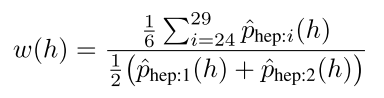 w(h) = \frac{\frac{1}{6} \sum_{i=24}^{29} \hat{p}_{\text{hep:}i}(h)}{\frac{1}{2} \left( \hat{p}_{\text{hep:}1}(h) + \hat{p}_{\text{hep:}2}(h) \right)}